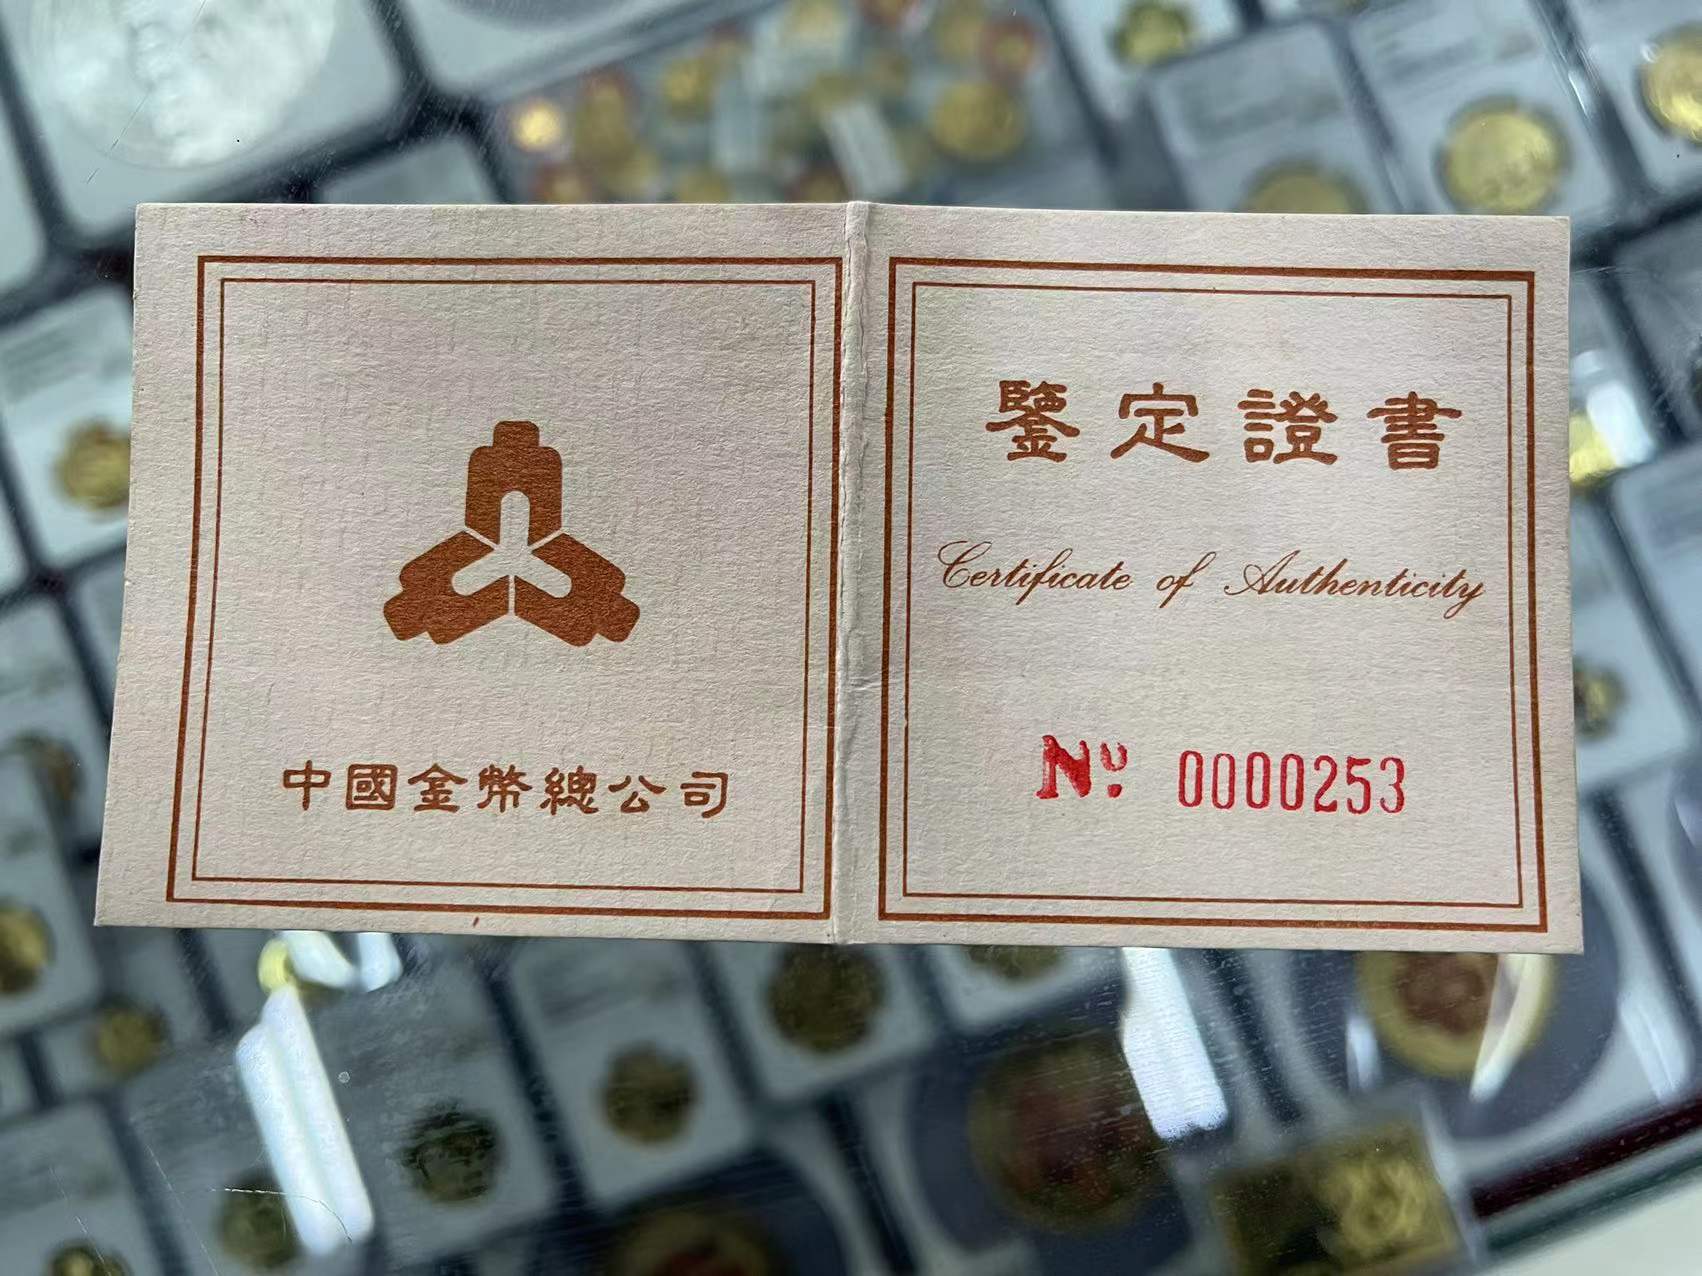 中國金幣總公司
鑒定證書
Certificate of Authenticity
Nº 0000253